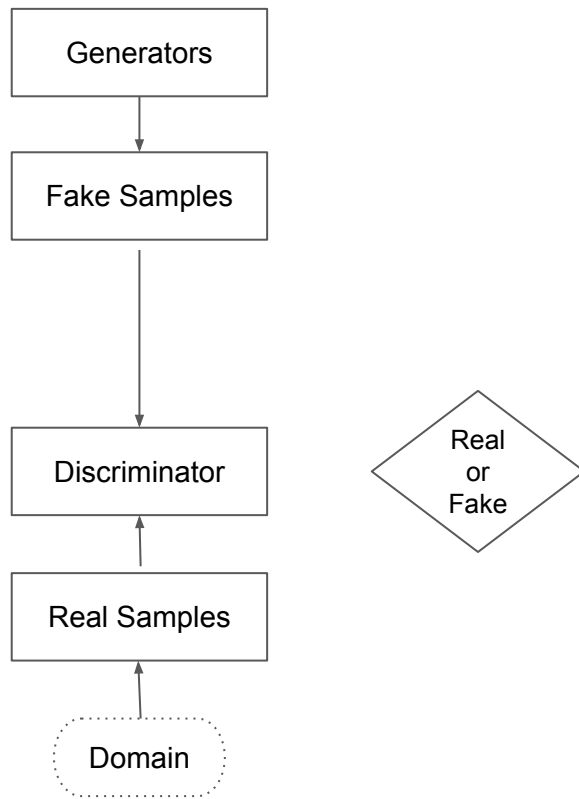 Generators
Fake Samples
Discriminator
Real
or
Fake
Real Samples
Domain